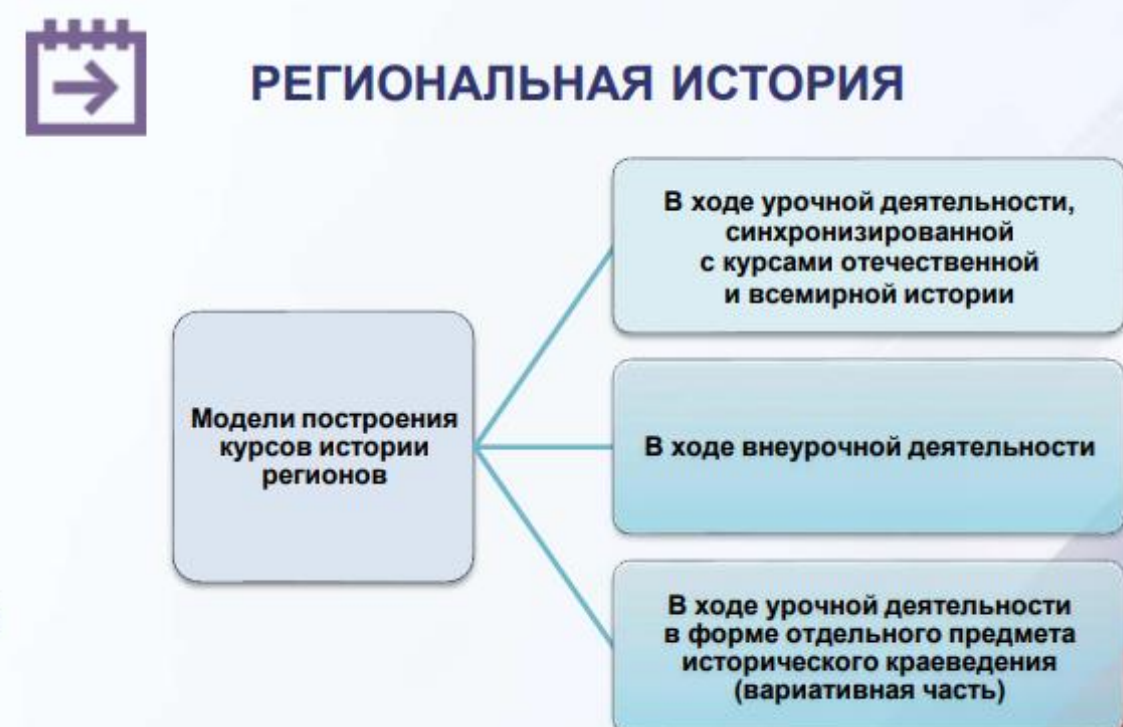 РЕГИОНАЛЬНАЯ ИСТОРИЯ
В ходе урочной деятельности,
синхронизированной
с курсами отечественной
и всемирной истории
Модели построения
курсов истории
регионов
В ходе внеурочной деятельности
В ходе урочной деятельности
в форме отдельного предмета
исторического краеведения
(вариативная часть)